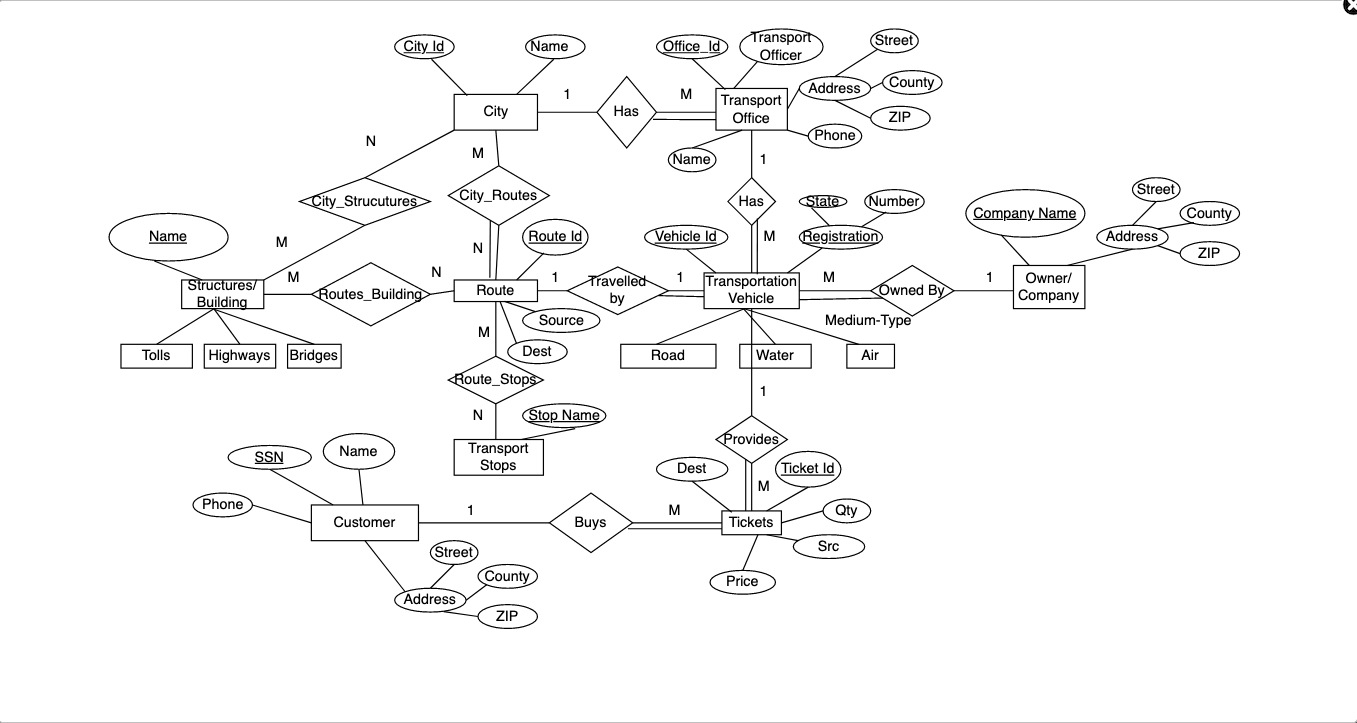 City Id
Name
Office_Id
Transport
Officer
Street
Address
County
ZIP
City
1
Has
M
Transport
Office
Phone
Name
N
M
1
City_Strucutures
City_Routes
Has
State
Number
Company Name
Street
County
Address
ZIP
Name
M
N
Route Id
Vehicle Id
M
Registration
Structures/
Building
M
Routes_Building
N
Route
1
Travelled
by
1
Transportation
Vehicle
M
Owned By
1
Owner/
Company
Source
Medium-Type
M
Dest
Tolls
Highways
Bridges
Road
Water
Air
Route_Stops
1
N
Stop Name
Transport
Stops
Provides
SSN
Name
Dest
Ticket Id
M
Phone
Customer
1
Buys
M
Tickets
Qty
Src
Price
Street
County
Address
ZIP